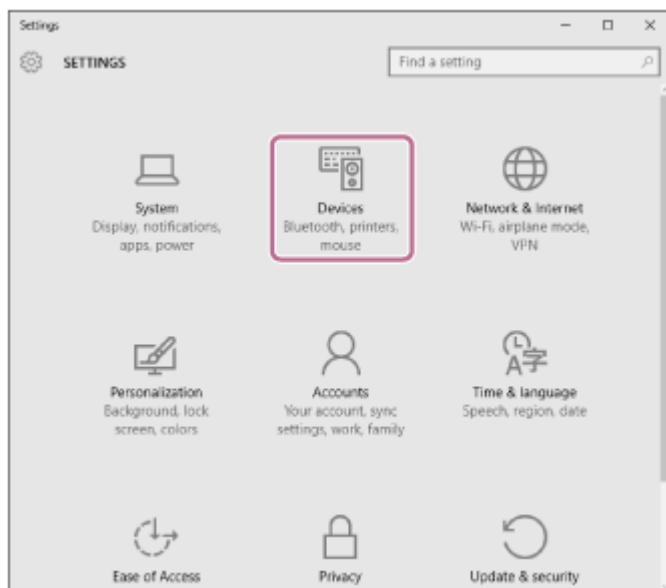 Settings
SETTINGS
Find a setting
System
Display, notifications,
apps, power
Devices
Bluetooth, printers,
mouse
Network & Internet
Wi-Fi, airplane mode,
VPN
Personalization
Background, lock
screen, colors
Accounts
Your account, sync
settings, work, family
Time & language
Speech, region, date
Ease of Access
Privacy
Update & security